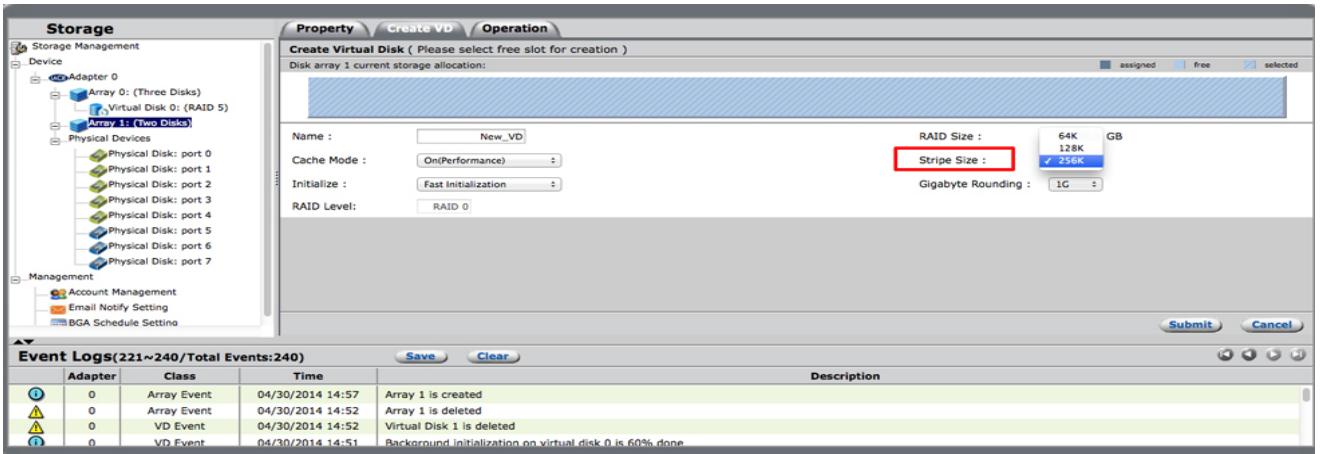 Storage
Storage Management
Device
Adapter 0
Array 0: (Three Disks)
Virtual Disk 0: (RAID 5)
Array 1: (Two Disks)
Physical Devices
Physical Disk: port 0
Physical Disk: port 1
Physical Disk: port 2
Physical Disk: port 3
Physical Disk: port 4
Physical Disk: port 5
Physical Disk: port 6
Physical Disk: port 7
Management
Account Management
Email Notify Setting
BGA Schedule Setting
Property Create VD Operation
Create Virtual Disk ( Please select free slot for creation )
Disk array 1 current storage allocation: assigned free selected
Name : New_VD RAID Size : GB
64K
128K
✓ 256K
Cache Mode : On(Performance) Stripe Size :
Initialize : Fast Initialization Gigabyte Rounding : 1G
RAID Level: RAID 0
Submit Cancel
Event Logs(221~240/Total Events:240) Save Clear
Adapter Class Time Description
0 Array Event 04/30/2014 14:57 Array 1 is created
0 Array Event 04/30/2014 14:52 Array 1 is deleted
0 VD Event 04/30/2014 14:52 Virtual Disk 1 is deleted
0 VD Event 04/30/2014 14:51 Background initialization on virtual disk 0 is 60% done